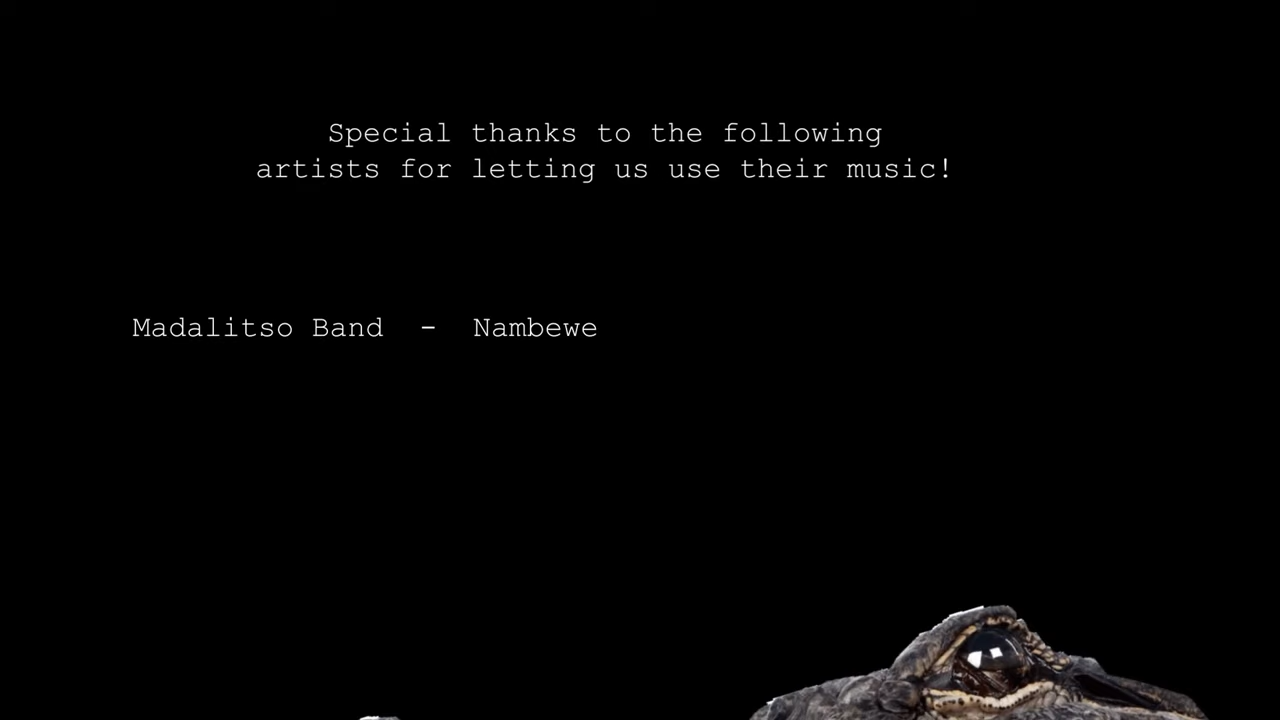 Special thanks to the following
artists for letting us use their music!
Madalitso Band - Nambewe